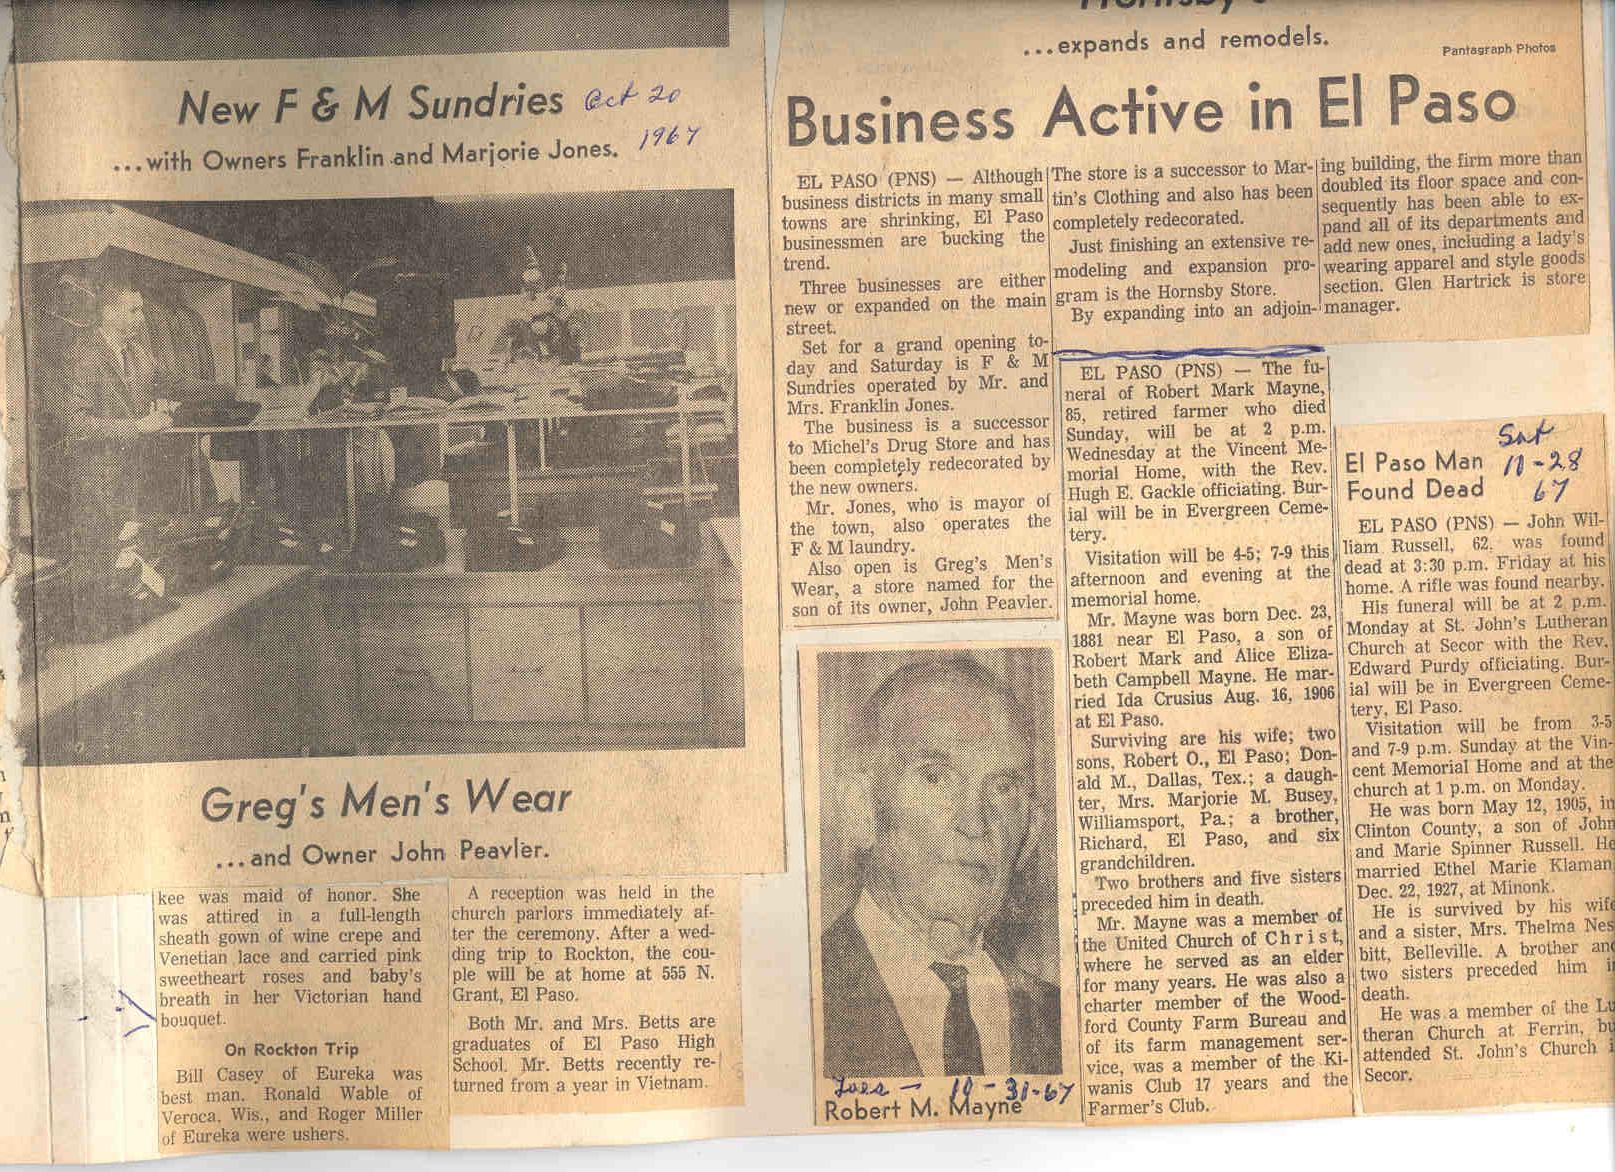 New F & M Sundries
Oct 20
1967
...with Owners Franklin and Marjorie Jones.
Greg's Men's Wear
...and Owner John Peavler.
kee was maid of honor. She
was attired in a full-length
sheath gown of wine crepe and
Venetian lace and carried pink
sweetheart roses and baby's
breath in her Victorian hand
bouquet.
On Rockton Trip
Bill Casey of Eureka was
best man. Ronald Wable of
Veroca, Wis., and Roger Miller
of Eureka were ushers.
A reception was held in the
church parlors immediately af-
ter the ceremony. After a wed-
ding trip to Rockton, the cou-
ple will be at home at 555 N.
Grant, El Paso.
Both Mr. and Mrs. Betts are
graduates of El Paso High
School. Mr. Betts recently re-
turned from a year in Vietnam.
...expands and remodels.
Pantagraph Photos
Business Active in El Paso
EL PASO (PNS) — Although
business districts in many small
towns are shrinking, El Paso
businessmen are bucking the
trend.
Three businesses are either
new or expanded on the main
street.
Set for a grand opening to-
day and Saturday is F & M
Sundries operated by Mr. and
Mrs. Franklin Jones.
The business is a successor
to Michel's Drug Store and has
been completely redecorated by
the new owners.
Mr. Jones, who is mayor of
the town, also operates the
F & M laundry.
Also open is Greg's Men's
Wear, a store named for the
son of its owner, John Peavler.
The store is a successor to Mar-
tin's Clothing and also has been
completely redecorated.
Just finishing an extensive re-
modeling and expansion pro-
gram is the Hornsby Store.
By expanding into an adjoin-
ing building, the firm more than
doubled its floor space and con-
sequently has been able to ex-
pand all of its departments and
add new ones, including a lady's
wearing apparel and style goods
section. Glen Hartrick is store
manager.
Tues — 10-31-67
Robert M. Mayne
EL PASO (PNS) — The fu-
neral of Robert Mark Mayne,
85, retired farmer who died
Sunday, will be at 2 p.m.
Wednesday at the Vincent Me-
morial Home, with the Rev.
Hugh E. Gackle officiating. Bur-
ial will be in Evergreen Ceme-
tery.
Visitation will be 4-5; 7-9 this
afternoon and evening at the
memorial home.
Mr. Mayne was born Dec. 23,
1881 near El Paso, a son of
Robert Mark and Alice Eliza-
beth Campbell Mayne. He mar-
ried Ida Crusius Aug. 16, 1906
at El Paso.
Surviving are his wife; two
sons, Robert O., El Paso; Don-
ald M., Dallas, Tex.; a daugh-
ter, Mrs. Marjorie M. Busey,
Williamsport, Pa.; a brother,
Richard, El Paso, and six
grandchildren.
Two brothers and five sisters
preceded him in death.
Mr. Mayne was a member of
the United Church of Christ,
where he served as an elder
for many years. He was also a
charter member of the Wood-
ford County Farm Bureau and
of its farm management ser-
vice, was a member of the Ki-
wanis Club 17 years and the
Farmer's Club.
El Paso Man
Found Dead
Sat
10-28
67
EL PASO (PNS) — John Wil-
liam Russell, 62, was found
dead at 3:30 p.m. Friday at his
home. A rifle was found nearby.
His funeral will be at 2 p.m.
Monday at St. John's Lutheran
Church at Secor with the Rev.
Edward Purdy officiating. Bur-
ial will be in Evergreen Ceme-
tery, El Paso.
Visitation will be from 3-5
and 7-9 p.m. Sunday at the Vin-
cent Memorial Home and at the
church at 1 p.m. on Monday.
He was born May 12, 1905, in
Clinton County, a son of John
and Marie Spinner Russell. He
married Ethel Marie Klaman
Dec. 22, 1927, at Minonk.
He is survived by his wife
and a sister, Mrs. Thelma Nes
bitt, Belleville. A brother and
two sisters preceded him in
death.
He was a member of the Lu
theran Church at Ferrin, bu
attended St. John's Church i
Secor.